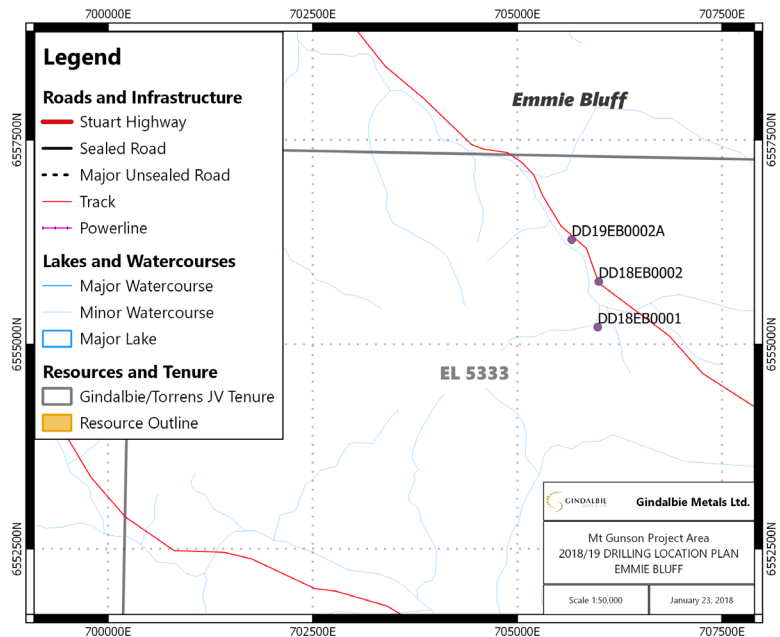 700000E
702500E
705000E
707500E
Legend
Roads and Infrastructure
Stuart Highway
Sealed Road
Major Unsealed Road
Track
Powerline
Lakes and Watercourses
Major Watercourse
Minor Watercourse
Major Lake
Resources and Tenure
Gindalbie/Torrens JV Tenure
Resource Outline
Emmie Bluff
DD19EB0002A
DD18EB0002
DD18EB0001
EL 5333
6557500N
6555000N
6552500N
6557500N
6555000N
6552500N
GINDALBIE
Gindalbie Metals Ltd.
Mt Gunson Project Area
2018/19 DRILLING LOCATION PLAN
EMMIE BLUFF
Scale 1:50,000
January 23, 2018
700000E
702500E
705000E
707500E